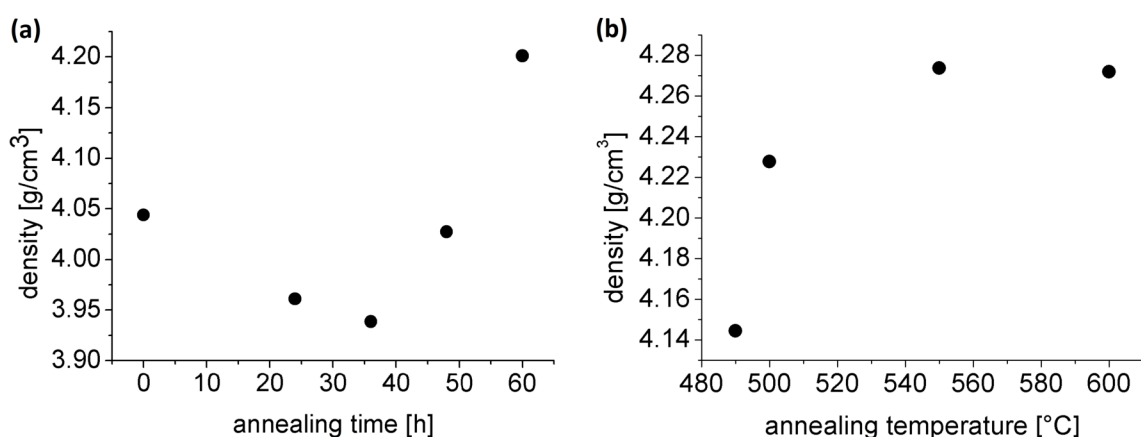 (a)
density [g/cm³]
4.20
4.15
4.10
4.05
4.00
3.95
3.90
0 10 20 30 40 50 60
annealing time [h]
(b)
density [g/cm³]
4.28
4.26
4.24
4.22
4.20
4.18
4.16
4.14
480 500 520 540 560 580 600
annealing temperature [°C]